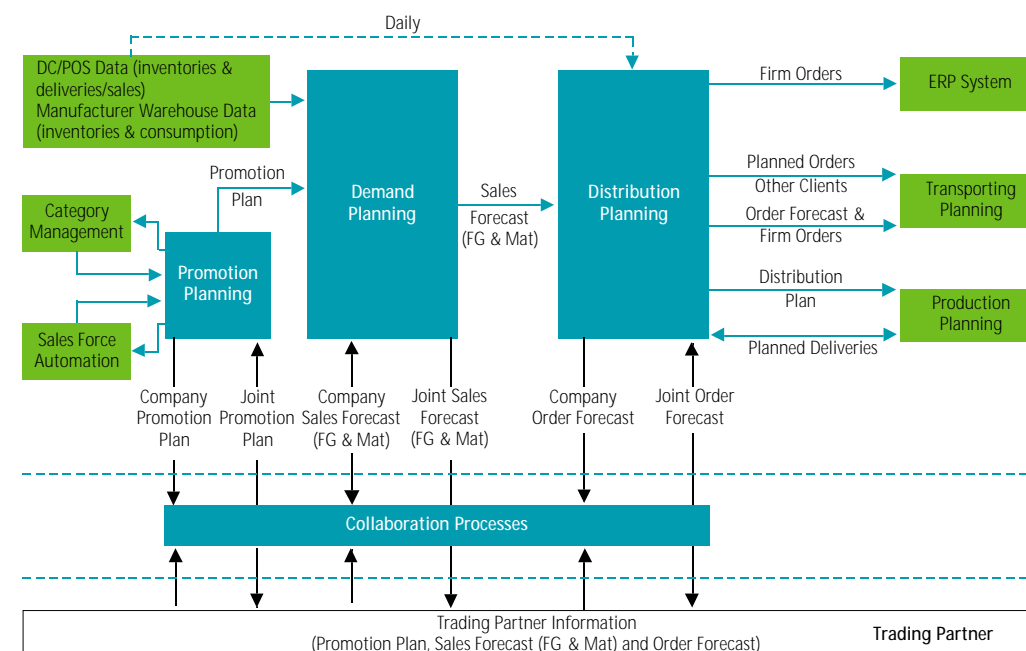 Daily
DC/POS Data (inventories &
deliveries/sales)
Manufacturer Warehouse Data
(inventories & consumption)
Firm Orders
ERP System
Promotion
Plan
Demand
Planning
Sales
Forecast
(FG & Mat)
Distribution
Planning
Planned Orders
Other Clients
Transporting
Planning
Order Forecast &
Firm Orders
Category
Management
Promotion
Planning
Distribution
Plan
Production
Planning
Planned Deliveries
Sales Force
Automation
Company
Promotion
Plan
Joint
Promotion
Plan
Company
Sales Forecast
(FG & Mat)
Joint Sales
Forecast
(FG & Mat)
Company
Order Forecast
Joint Order
Forecast
Collaboration Processes
Trading Partner Information
(Promotion Plan, Sales Forecast (FG & Mat) and Order Forecast)
Trading Partner